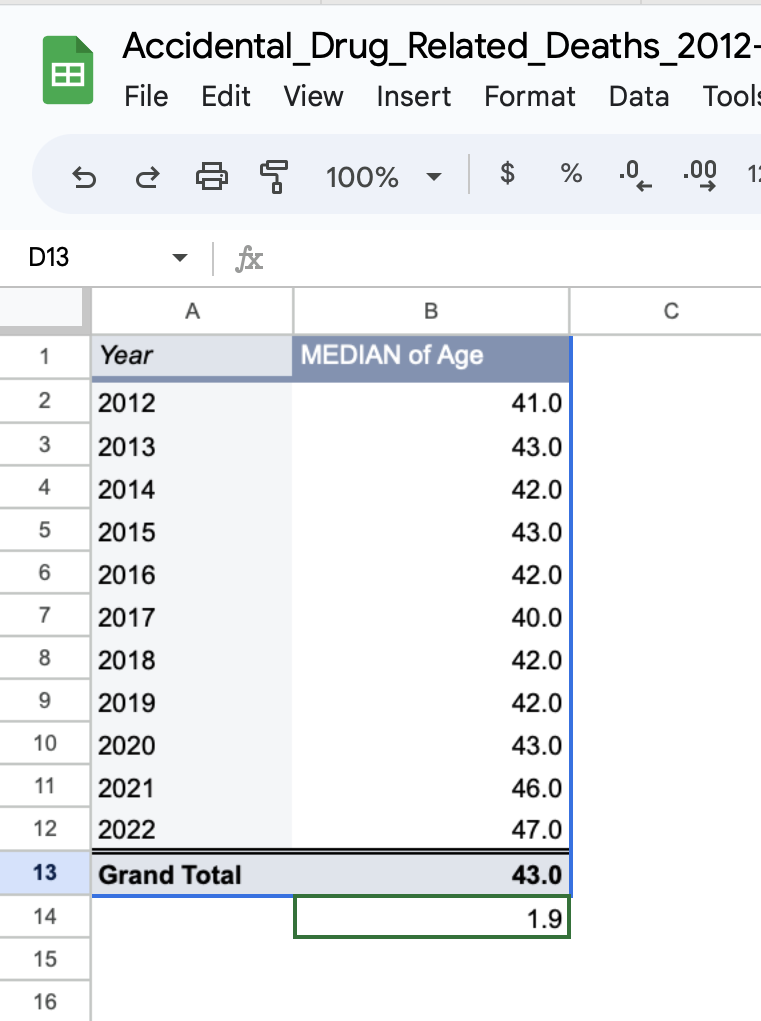 Accidental_Drug_Related_Deaths_2012-
File Edit View Insert Format Data Tools
100% $ % .0 .00 12
D13 fx
A B C
1 Year MEDIAN of Age
2 2012 41.0
3 2013 43.0
4 2014 42.0
5 2015 43.0
6 2016 42.0
7 2017 40.0
8 2018 42.0
9 2019 42.0
10 2020 43.0
11 2021 46.0
12 2022 47.0
13 Grand Total 43.0
14 1.9
15
16